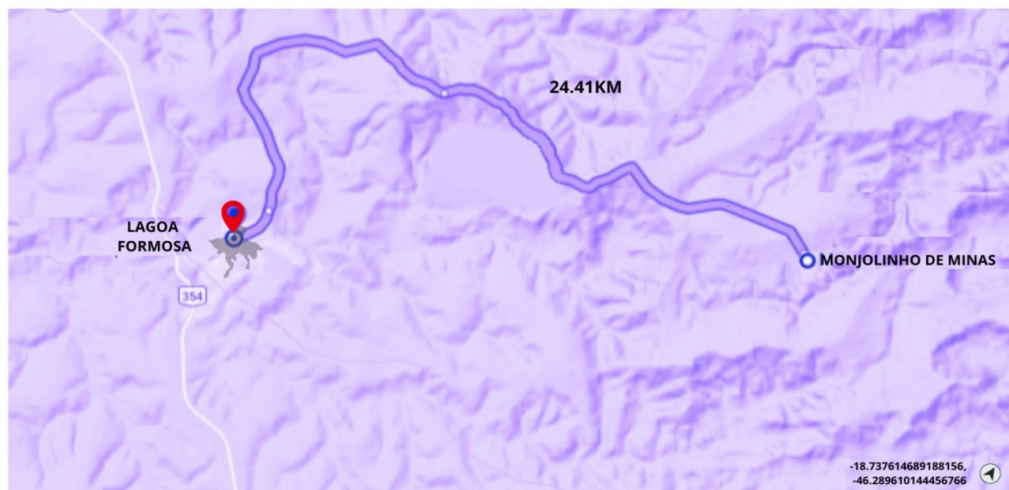 24.41KM
LAGOA
FORMOSA
MONJOLINHO DE MINAS
354
-18.737614689188156,
-46.289610144456766